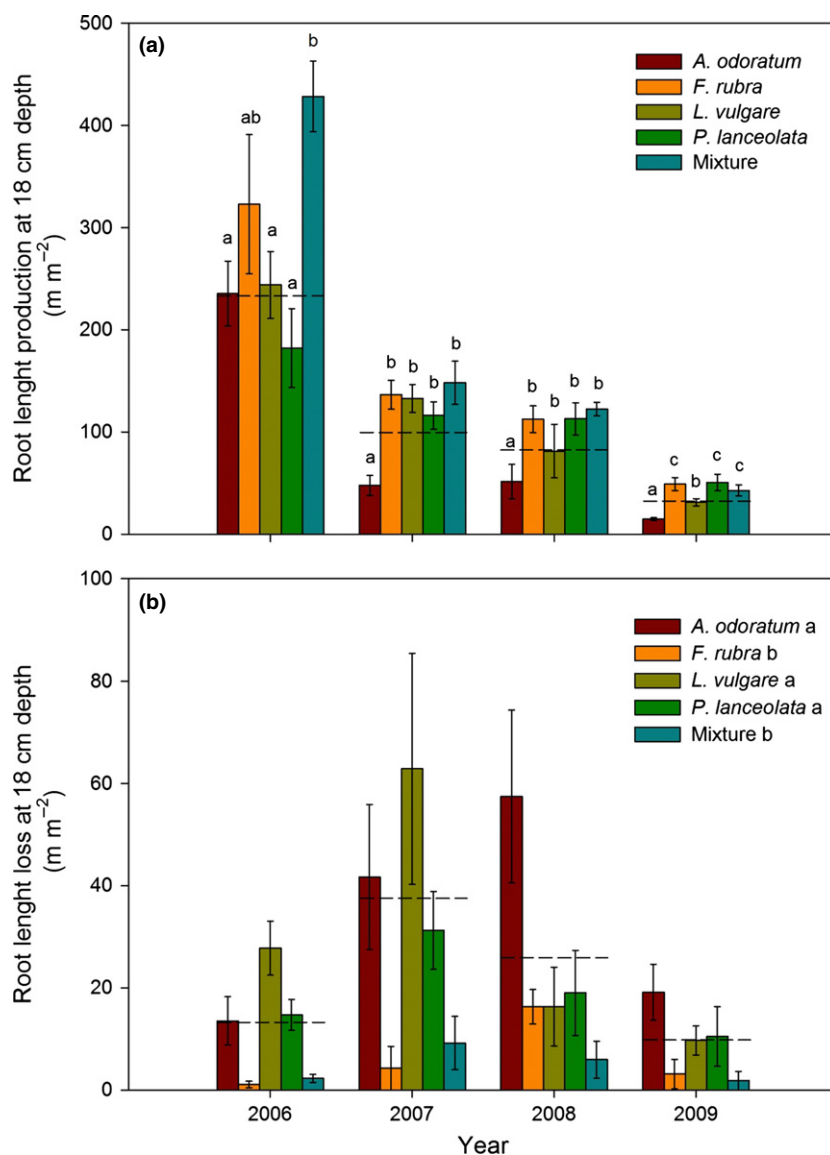 (a)
Root lenght production at 18 cm depth
(m m⁻²)
500
400
300
200
100
0
A. odoratum
F. rubra
L. vulgare
P. lanceolata
Mixture
a
ab
a
a
b
a
b
b
b
b
a
b
b
b
b
a
c
b
c
c
(b)
Root lenght loss at 18 cm depth
(m m⁻²)
100
80
60
40
20
0
A. odoratum a
F. rubra b
L. vulgare a
P. lanceolata a
Mixture b
2006
2007
2008
2009
Year